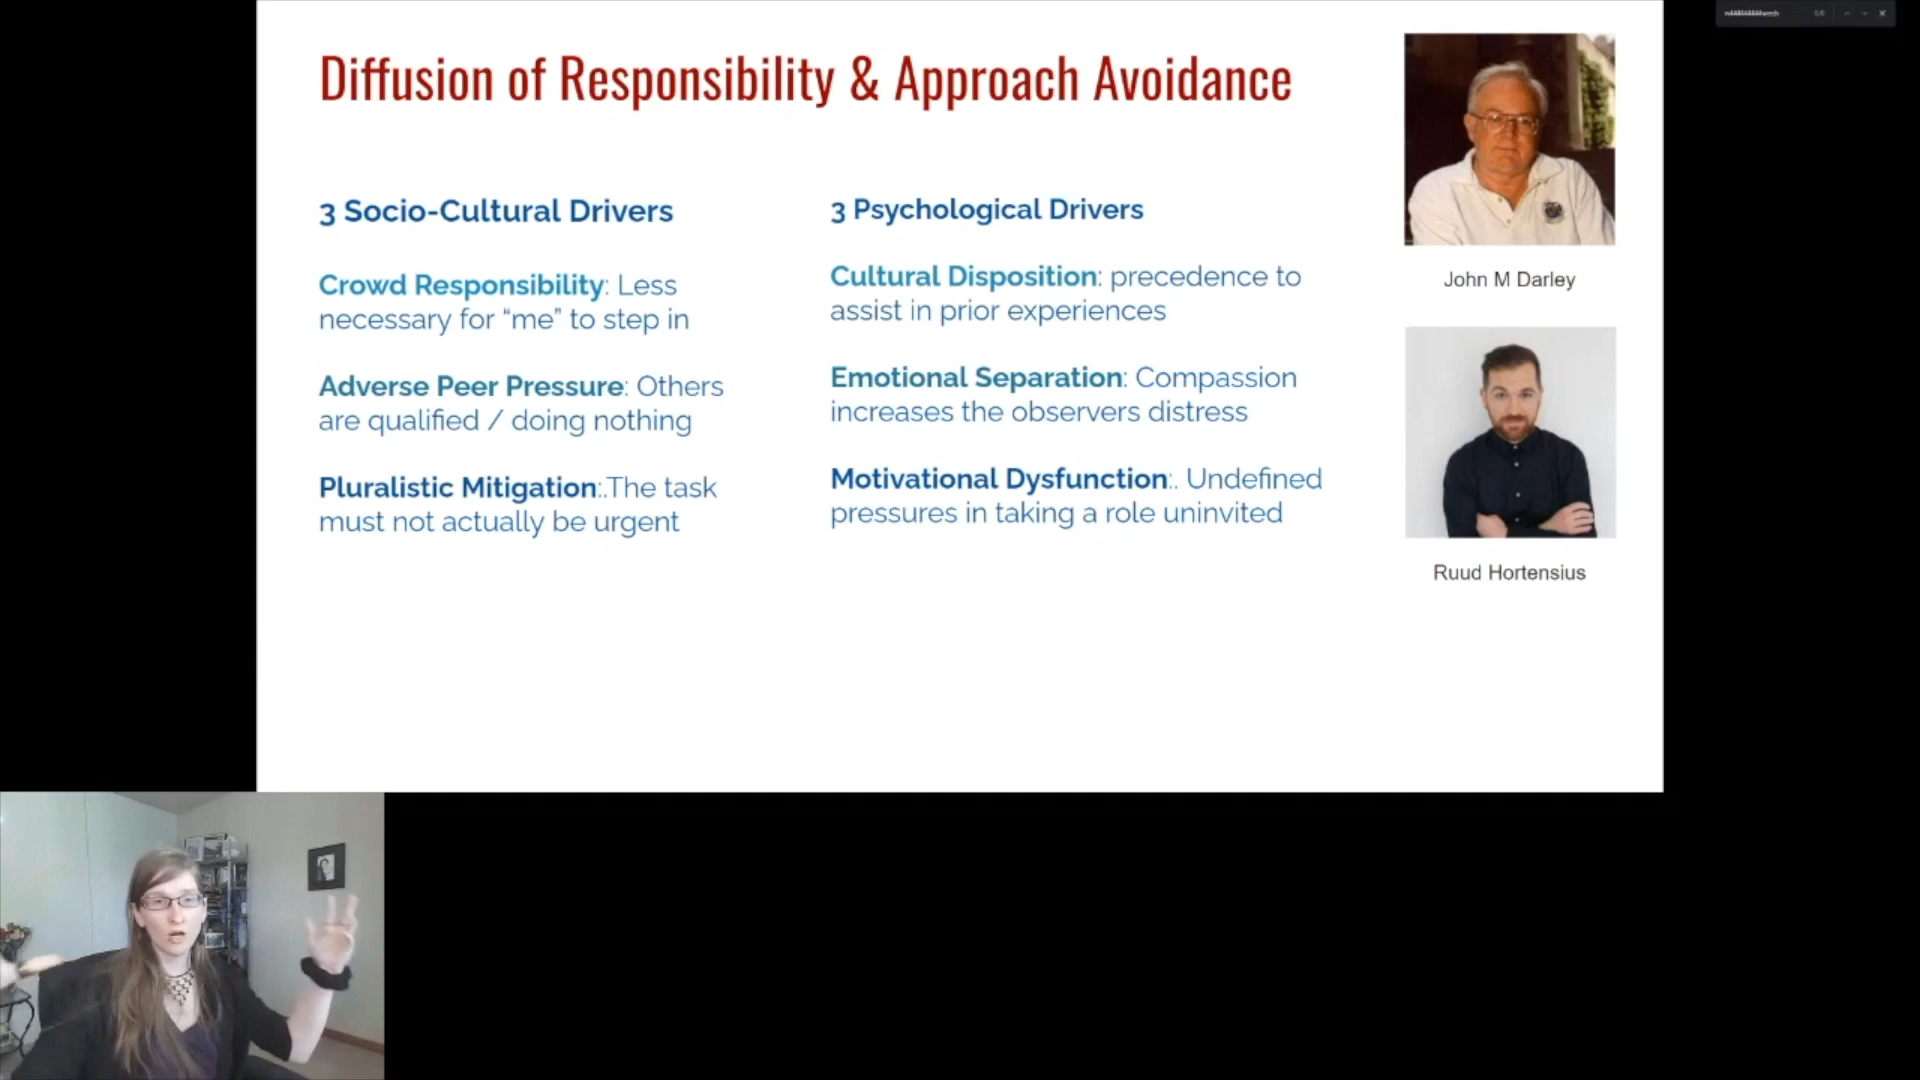 Diffusion of Responsibility & Approach Avoidance
3 Socio-Cultural Drivers
Crowd Responsibility: Less
necessary for “me” to step in
Adverse Peer Pressure: Others
are qualified / doing nothing
Pluralistic Mitigation:.The task
must not actually be urgent
3 Psychological Drivers
Cultural Disposition: precedence to
assist in prior experiences
Emotional Separation: Compassion
increases the observers distress
Motivational Dysfunction:. Undefined
pressures in taking a role uninvited
John M Darley
Ruud Hortensius